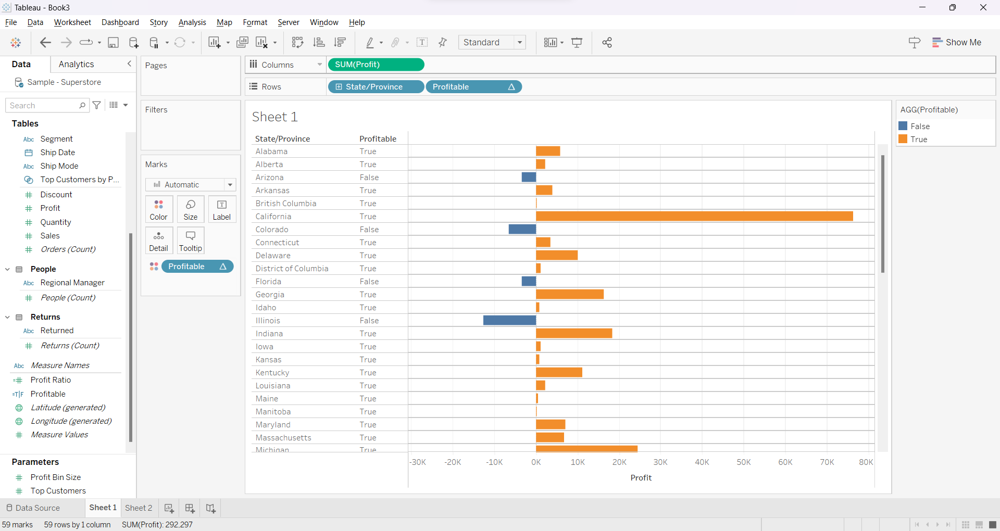 Tableau - Book3
File Data Worksheet Dashboard Story Analysis Map Format Server Window Help
Standard
Show Me
Data Analytics
Sample - Superstore
Search
Tables
Abc Segment
Ship Date
Abc Ship Mode
Top Customers by P...
Discount
Profit
Quantity
Sales
Orders (Count)
People
Abc Regional Manager
People (Count)
Returns
Abc Returned
Returns (Count)
Abc Measure Names
Profit Ratio
=T|F Profitable
Latitude (generated)
Longitude (generated)
Measure Values
Parameters
Profit Bin Size
Top Customers
Pages
Filters
Marks
Automatic
Color Size Label
Detail Tooltip
Profitable
Columns SUM(Profit)
Rows State/Province Profitable
Sheet 1
State/Province Profitable
Alabama True
Alberta True
Arizona False
Arkansas True
British Columbia True
California True
Colorado False
Connecticut True
Delaware True
District of Columbia True
Florida False
Georgia True
Idaho True
Illinois False
Indiana True
Iowa True
Kansas True
Kentucky True
Louisiana True
Maine True
Manitoba True
Maryland True
Massachusetts True
Michigan True
-30K -20K -10K 0K 10K 20K 30K 40K 50K 60K 70K 80K
Profit
AGG(Profitable)
False
True
Data Source Sheet 1 Sheet 2
59 marks 59 rows by 1 column SUM(Profit): 292,297